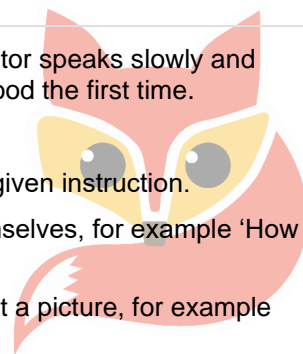 tor speaks slowly and
ood the first time.
given instruction.
nselves, for example ‘How
t a picture, for example